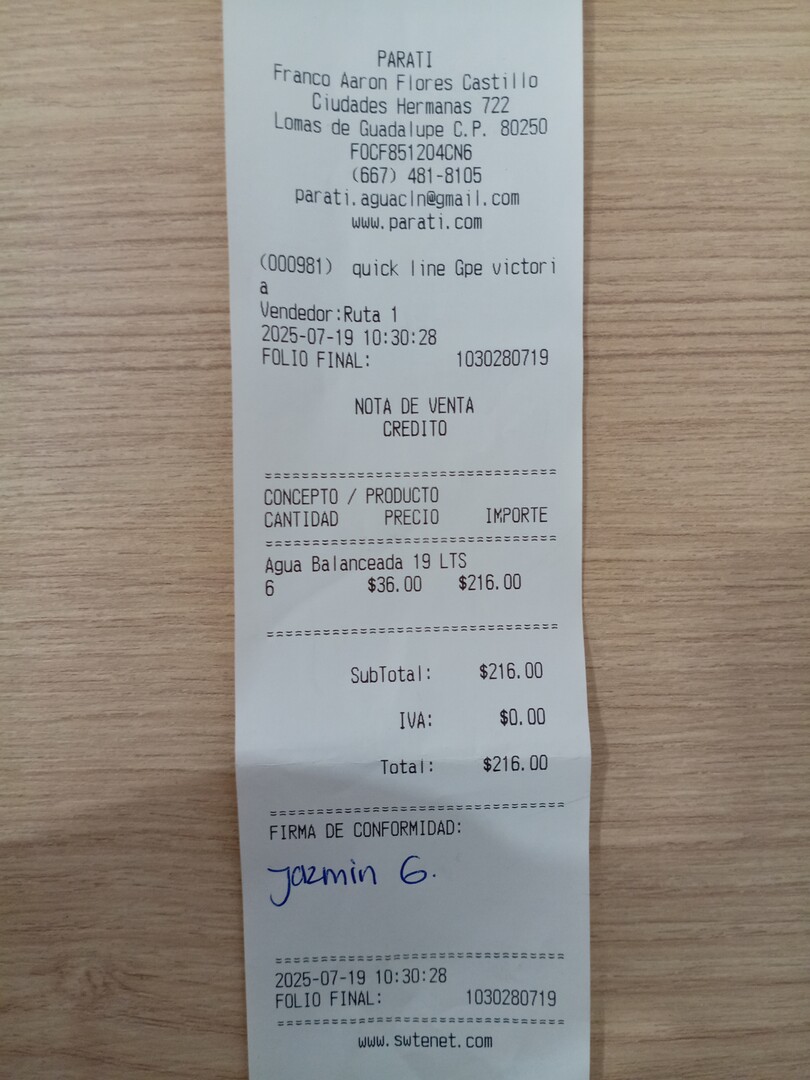 PARATI
Franco Aaron Flores Castillo
Ciudades Hermanas 722
Lomas de Guadalupe C.P. 80250
FOCF851204CN6
(667) 481-8105
parati.aguacln@gmail.com
www.parati.com
(000981) quick line Gpe victori
a
Vendedor:Ruta 1
2025-07-19 10:30:28
FOLIO FINAL: 1030280719
NOTA DE VENTA
CREDITO
================================
CONCEPTO / PRODUCTO
CANTIDAD PRECIO IMPORTE
================================
Agua Balanceada 19 LTS
6 $36.00 $216.00
================================
SubTotal: $216.00
IVA: $0.00
Total: $216.00
================================
FIRMA DE CONFORMIDAD:
Jazmin G.
================================
2025-07-19 10:30:28
FOLIO FINAL: 1030280719
================================
www.swtenet.com